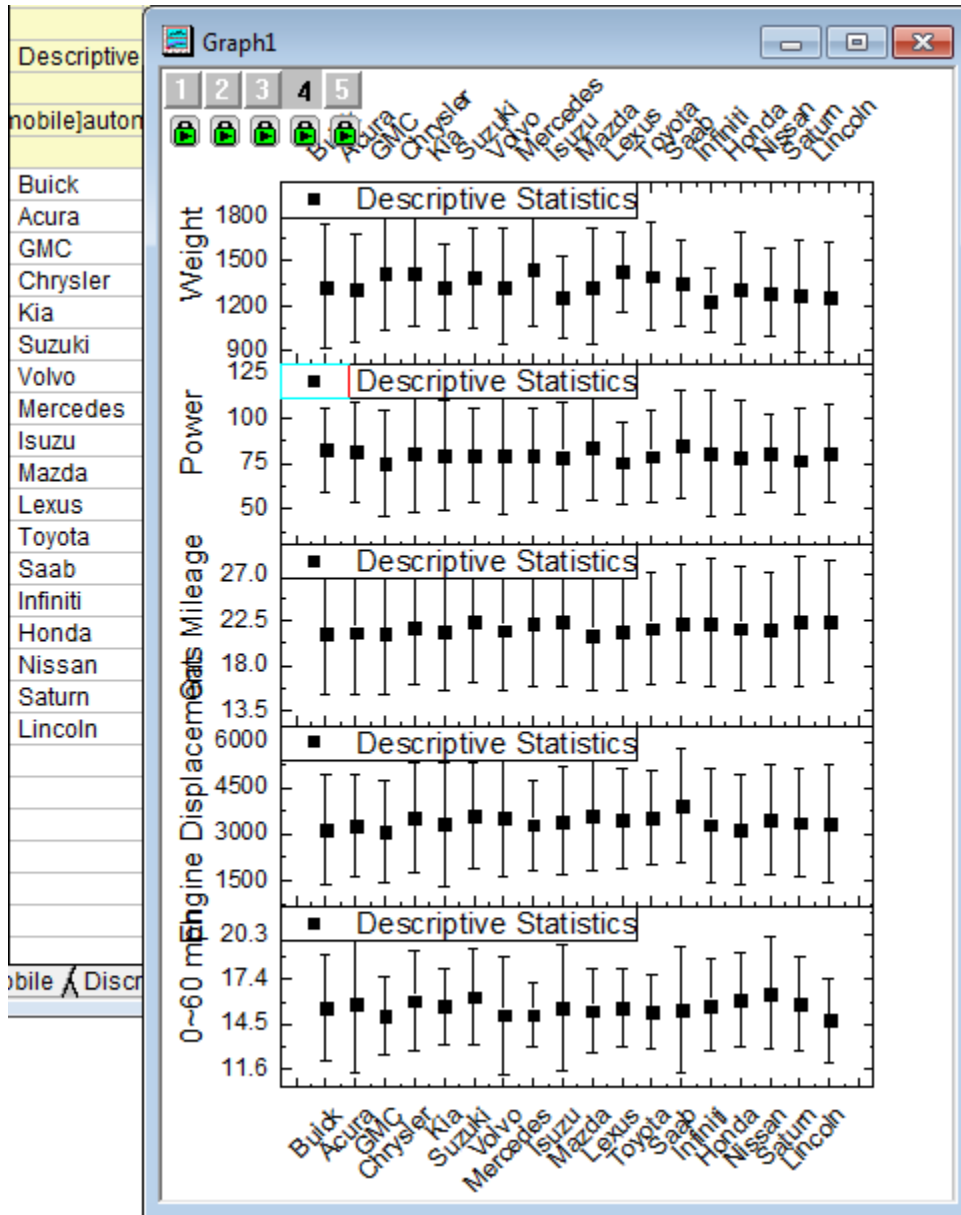 Descriptive
nobile]auton
Buick
Acura
GMC
Chrysler
Kia
Suzuki
Volvo
Mercedes
Isuzu
Mazda
Lexus
Toyota
Saab
Infiniti
Honda
Nissan
Saturn
Lincoln
obile
Discr
Graph1
1 2 3 4 5
Buick Acura GMC Chrysler Kia Suzuki Volvo Mercedes Isuzu Mazda Lexus Toyota Saab Infiniti Honda Nissan Saturn Lincoln
Descriptive Statistics
Weight
1800
1500
1200
900
Descriptive Statistics
Power
125
100
75
50
Descriptive Statistics
Gas Mileage
27.0
22.5
18.0
13.5
Descriptive Statistics
Engine Displacement
6000
4500
3000
1500
Descriptive Statistics
0~60 mph
20.3
17.4
14.5
11.6
Buick Acura GMC Chrysler Kia Suzuki Volvo Mercedes Isuzu Mazda Lexus Toyota Saab Infiniti Honda Nissan Saturn Lincoln